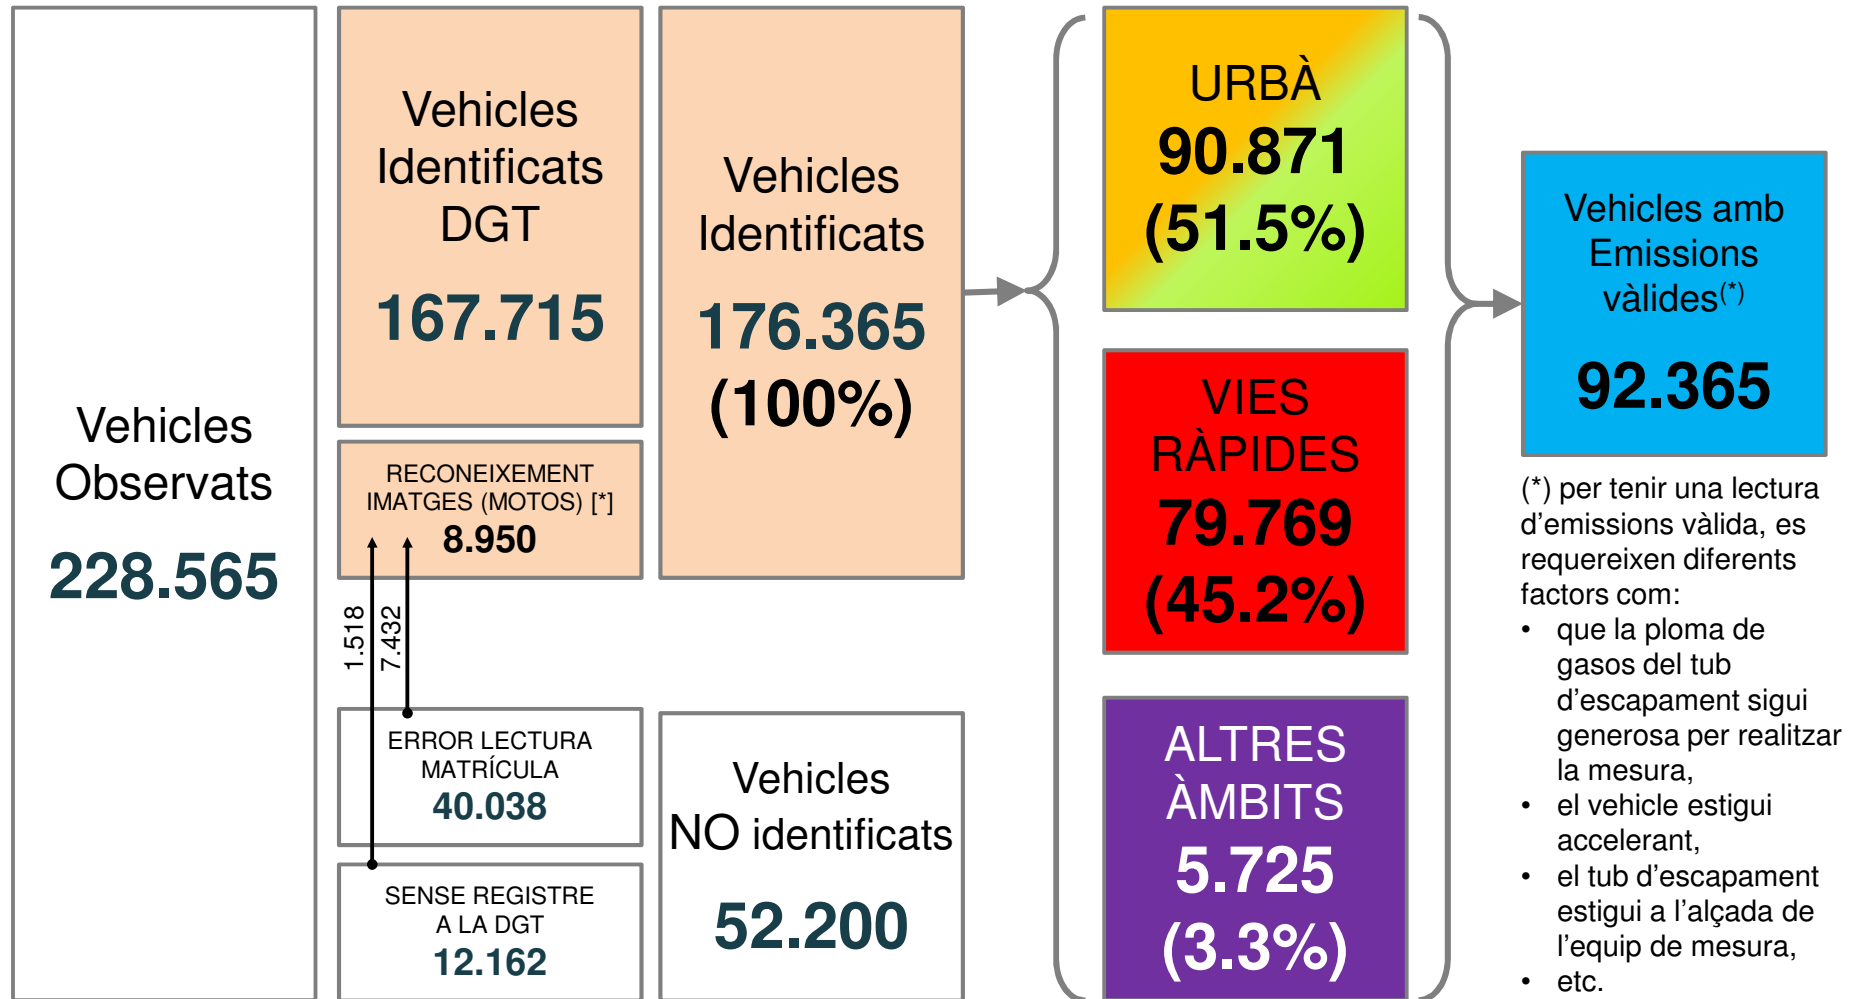 Vehicles
Observats
228.565
Vehicles
Identificats
DGT
167.715
RECONEIXEMENT
IMATGES (MOTOS) [*]
8.950
1.518
7.432
ERROR LECTURA
MATRÍCULA
40.038
SENSE REGISTRE
A LA DGT
12.162
Vehicles
Identificats
176.365
(100%)
Vehicles
NO identificats
52.200
URBÀ
90.871
(51.5%)
VIES
RÀPIDES
79.769
(45.2%)
ALTRES
ÀMBITS
5.725
(3.3%)
Vehicles amb
Emissions
vàlides(*)
92.365
(*) per tenir una lectura
d’emissions vàlida, es
requereixen diferents
factors com:
• que la ploma de
gasos del tub
d’escapament sigui
generosa per realitzar
la mesura,
• el vehicle estigui
accelerant,
• el tub d’escapament
estigui a l’alçada de
l’equip de mesura,
• etc.